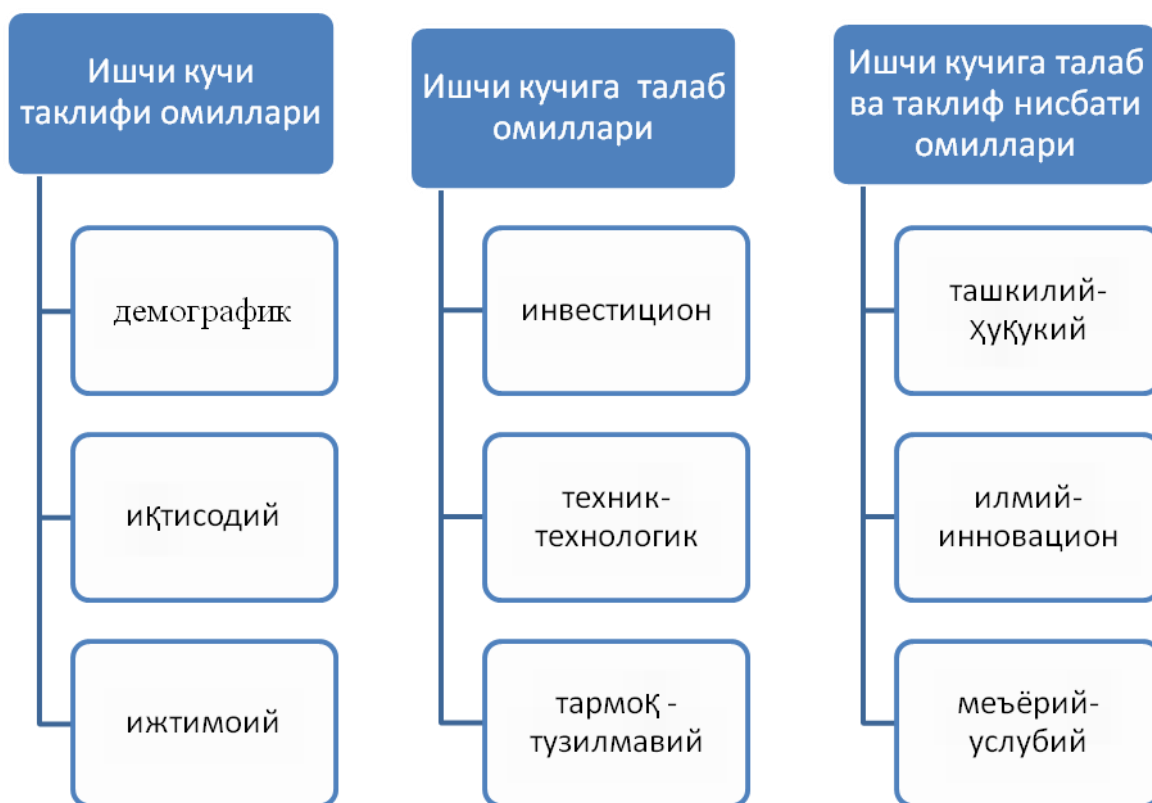 Ишчи кучи
таклифи омиллари
демографик
иқтисодий
ижтимоий
Ишчи кучига талаб
омиллари
инвестицион
техник-
технологик
тармоқ -
тузилмавий
Ишчи кучига талаб
ва таклиф нисбати
омиллари
ташкилий-
ҳуқукий
илмий-
инновацион
меъёрий-
услубий